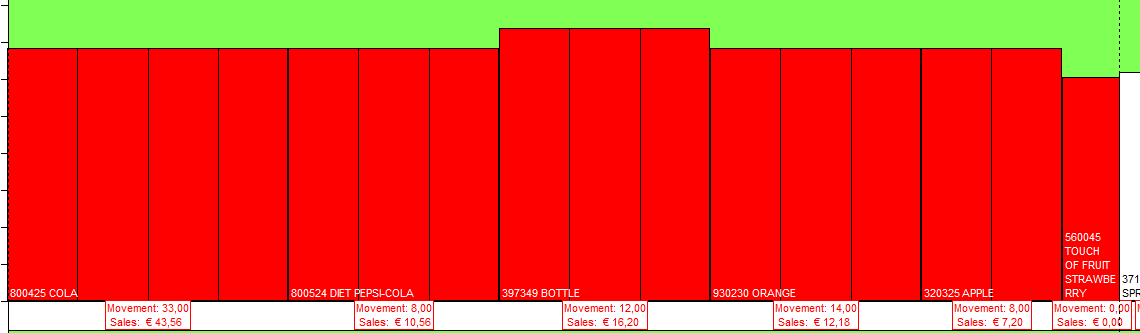 800425 COLA
800524 DIET PEPSI-COLA
397349 BOTTLE
930230 ORANGE
320325 APPLE
560045
TOUCH
OF FRUIT
STRAWBE
RRY
371
SPR
Movement: 33,00
Sales: € 43,56
Movement: 8,00
Sales: € 10,56
Movement: 12,00
Sales: € 16,20
Movement: 14,00
Sales: € 12,18
Movement: 8,00
Sales: € 7,20
Movement: 0,00
Sales: € 0,00